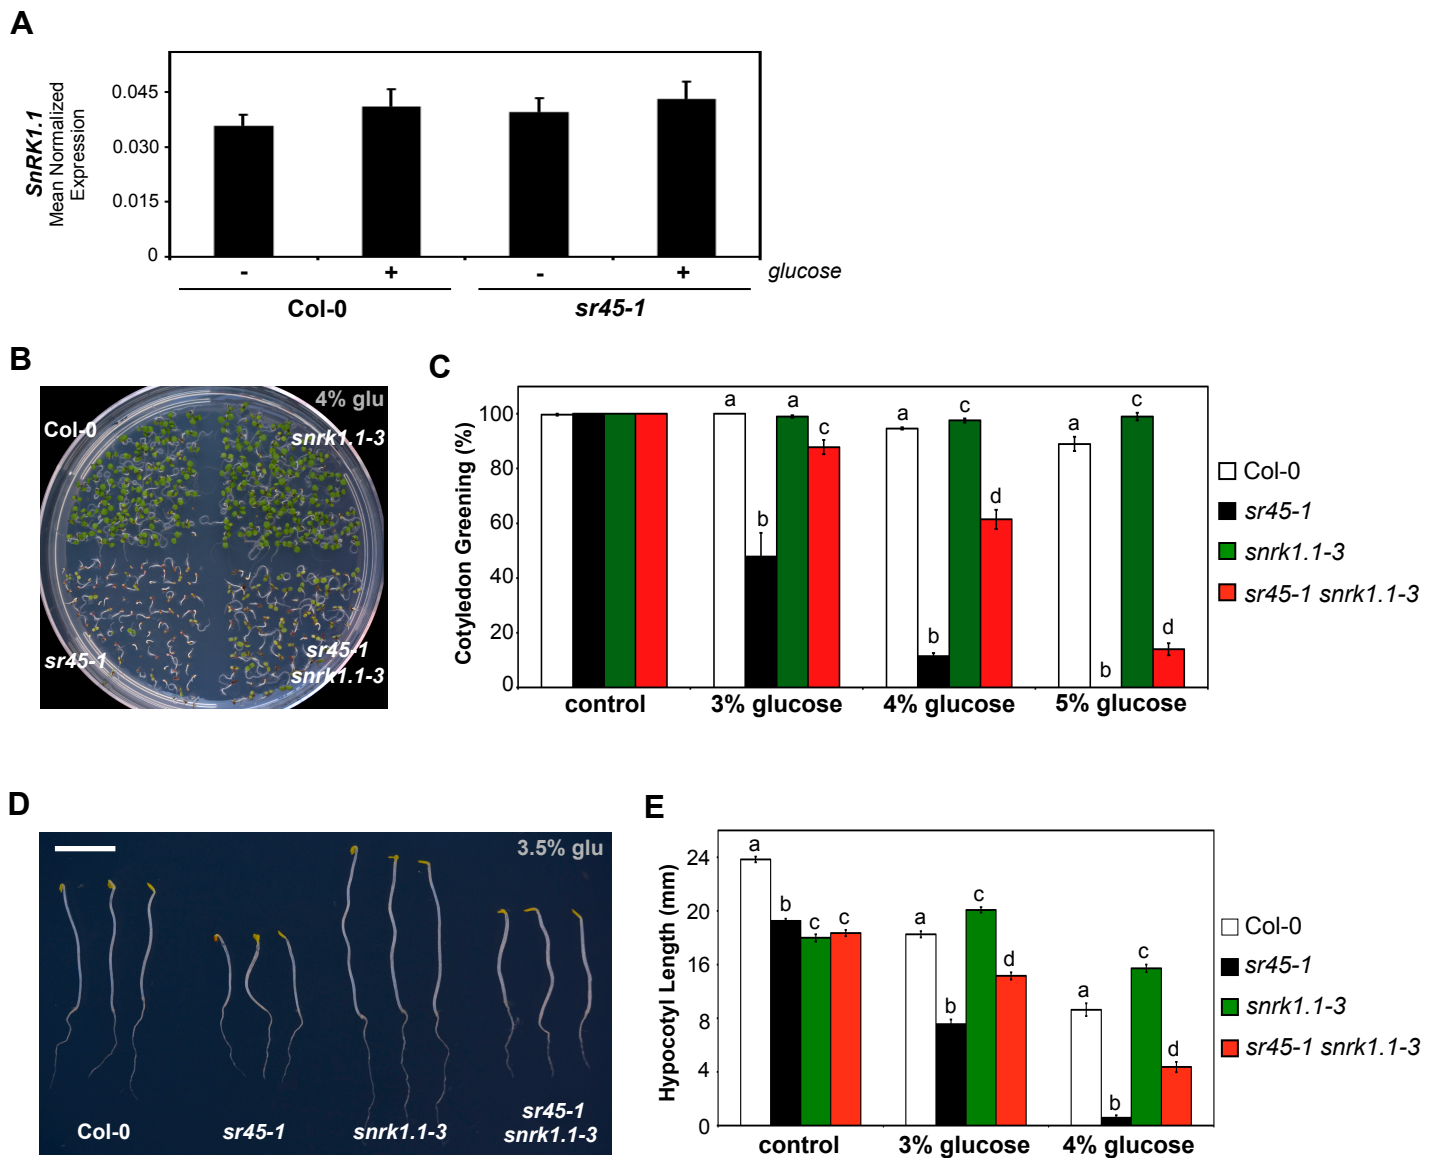 A
SnRK1.1
Mean Normalized
Expression
0.045
0.030
0.015
0
- + - + glucose
Col-0 sr45-1
B
4% glu
Col-0
snrk1.1-3
sr45-1
sr45-1
snrk1.1-3
C
Cotyledon Greening (%)
100
80
60
40
20
0
a a c
b
a c d
b
a c d
b
control 3% glucose 4% glucose 5% glucose
Col-0
sr45-1
snrk1.1-3
sr45-1 snrk1.1-3
D
3.5% glu
Col-0 sr45-1 snrk1.1-3 sr45-1
snrk1.1-3
E
Hypocotyl Length (mm)
24
20
16
8
4
0
a b c c
a b c d
a b c d
control 3% glucose 4% glucose
Col-0
sr45-1
snrk1.1-3
sr45-1 snrk1.1-3